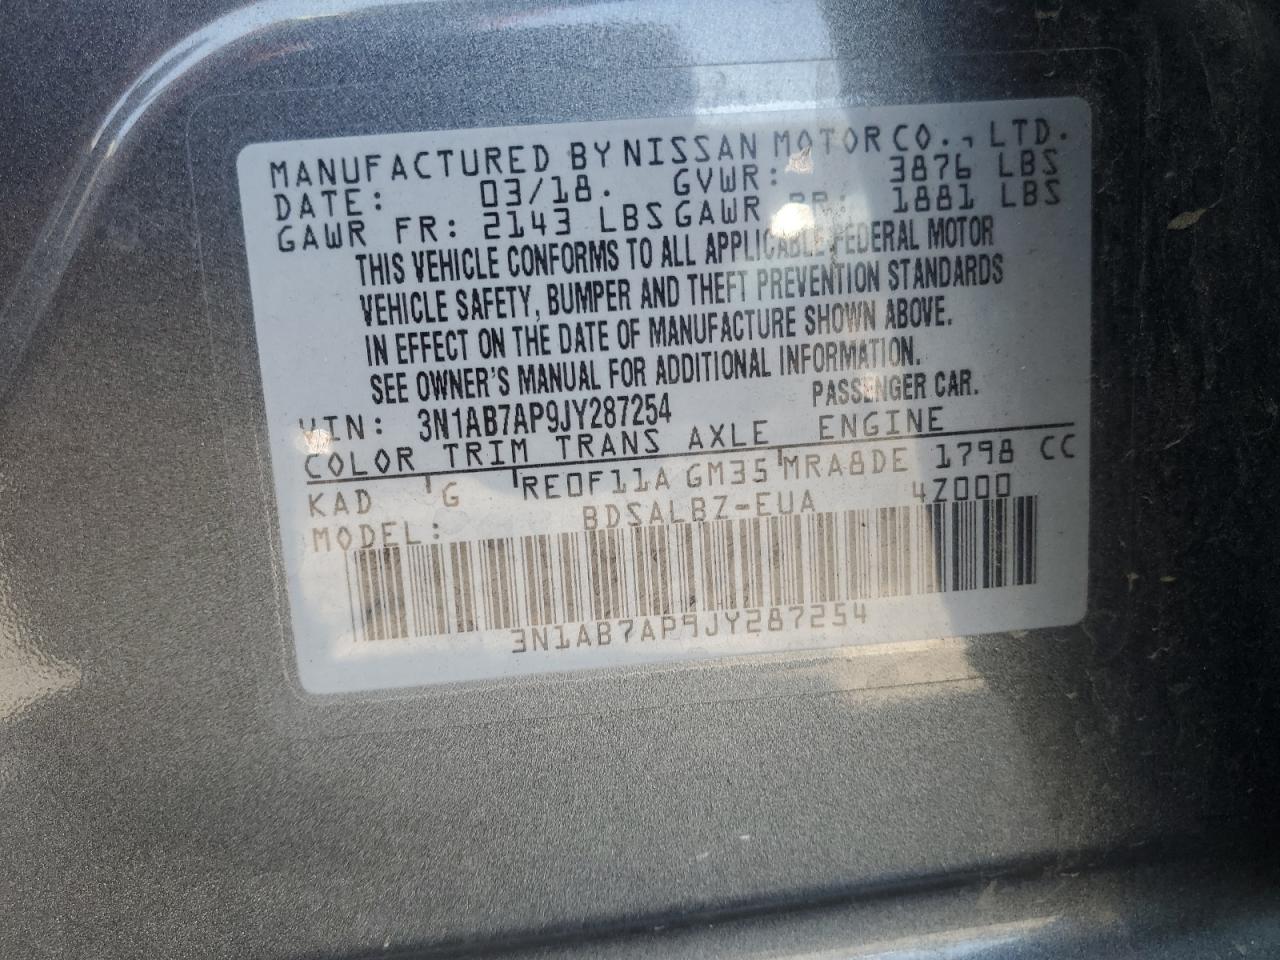 MANUFACTURED BY NISSAN MOTOR CO., LTD.
DATE: 03/18. GVWR: 3876 LBS
GAWR FR: 2143 LBS GAWR RR: 1881 LBS
THIS VEHICLE CONFORMS TO ALL APPLICABLE FEDERAL MOTOR
VEHICLE SAFETY, BUMPER AND THEFT PREVENTION STANDARDS
IN EFFECT ON THE DATE OF MANUFACTURE SHOWN ABOVE.
SEE OWNER'S MANUAL FOR ADDITIONAL INFORMATION.
VIN: 3N1AB7AP9JY287254 PASSENGER CAR.
COLOR TRIM TRANS AXLE ENGINE
KAD G RE0F11A GM35 MRA8DE 1798 CC
MODEL: BDSALBZ-EUA 4Z000
3N1AB7AP9JY287254